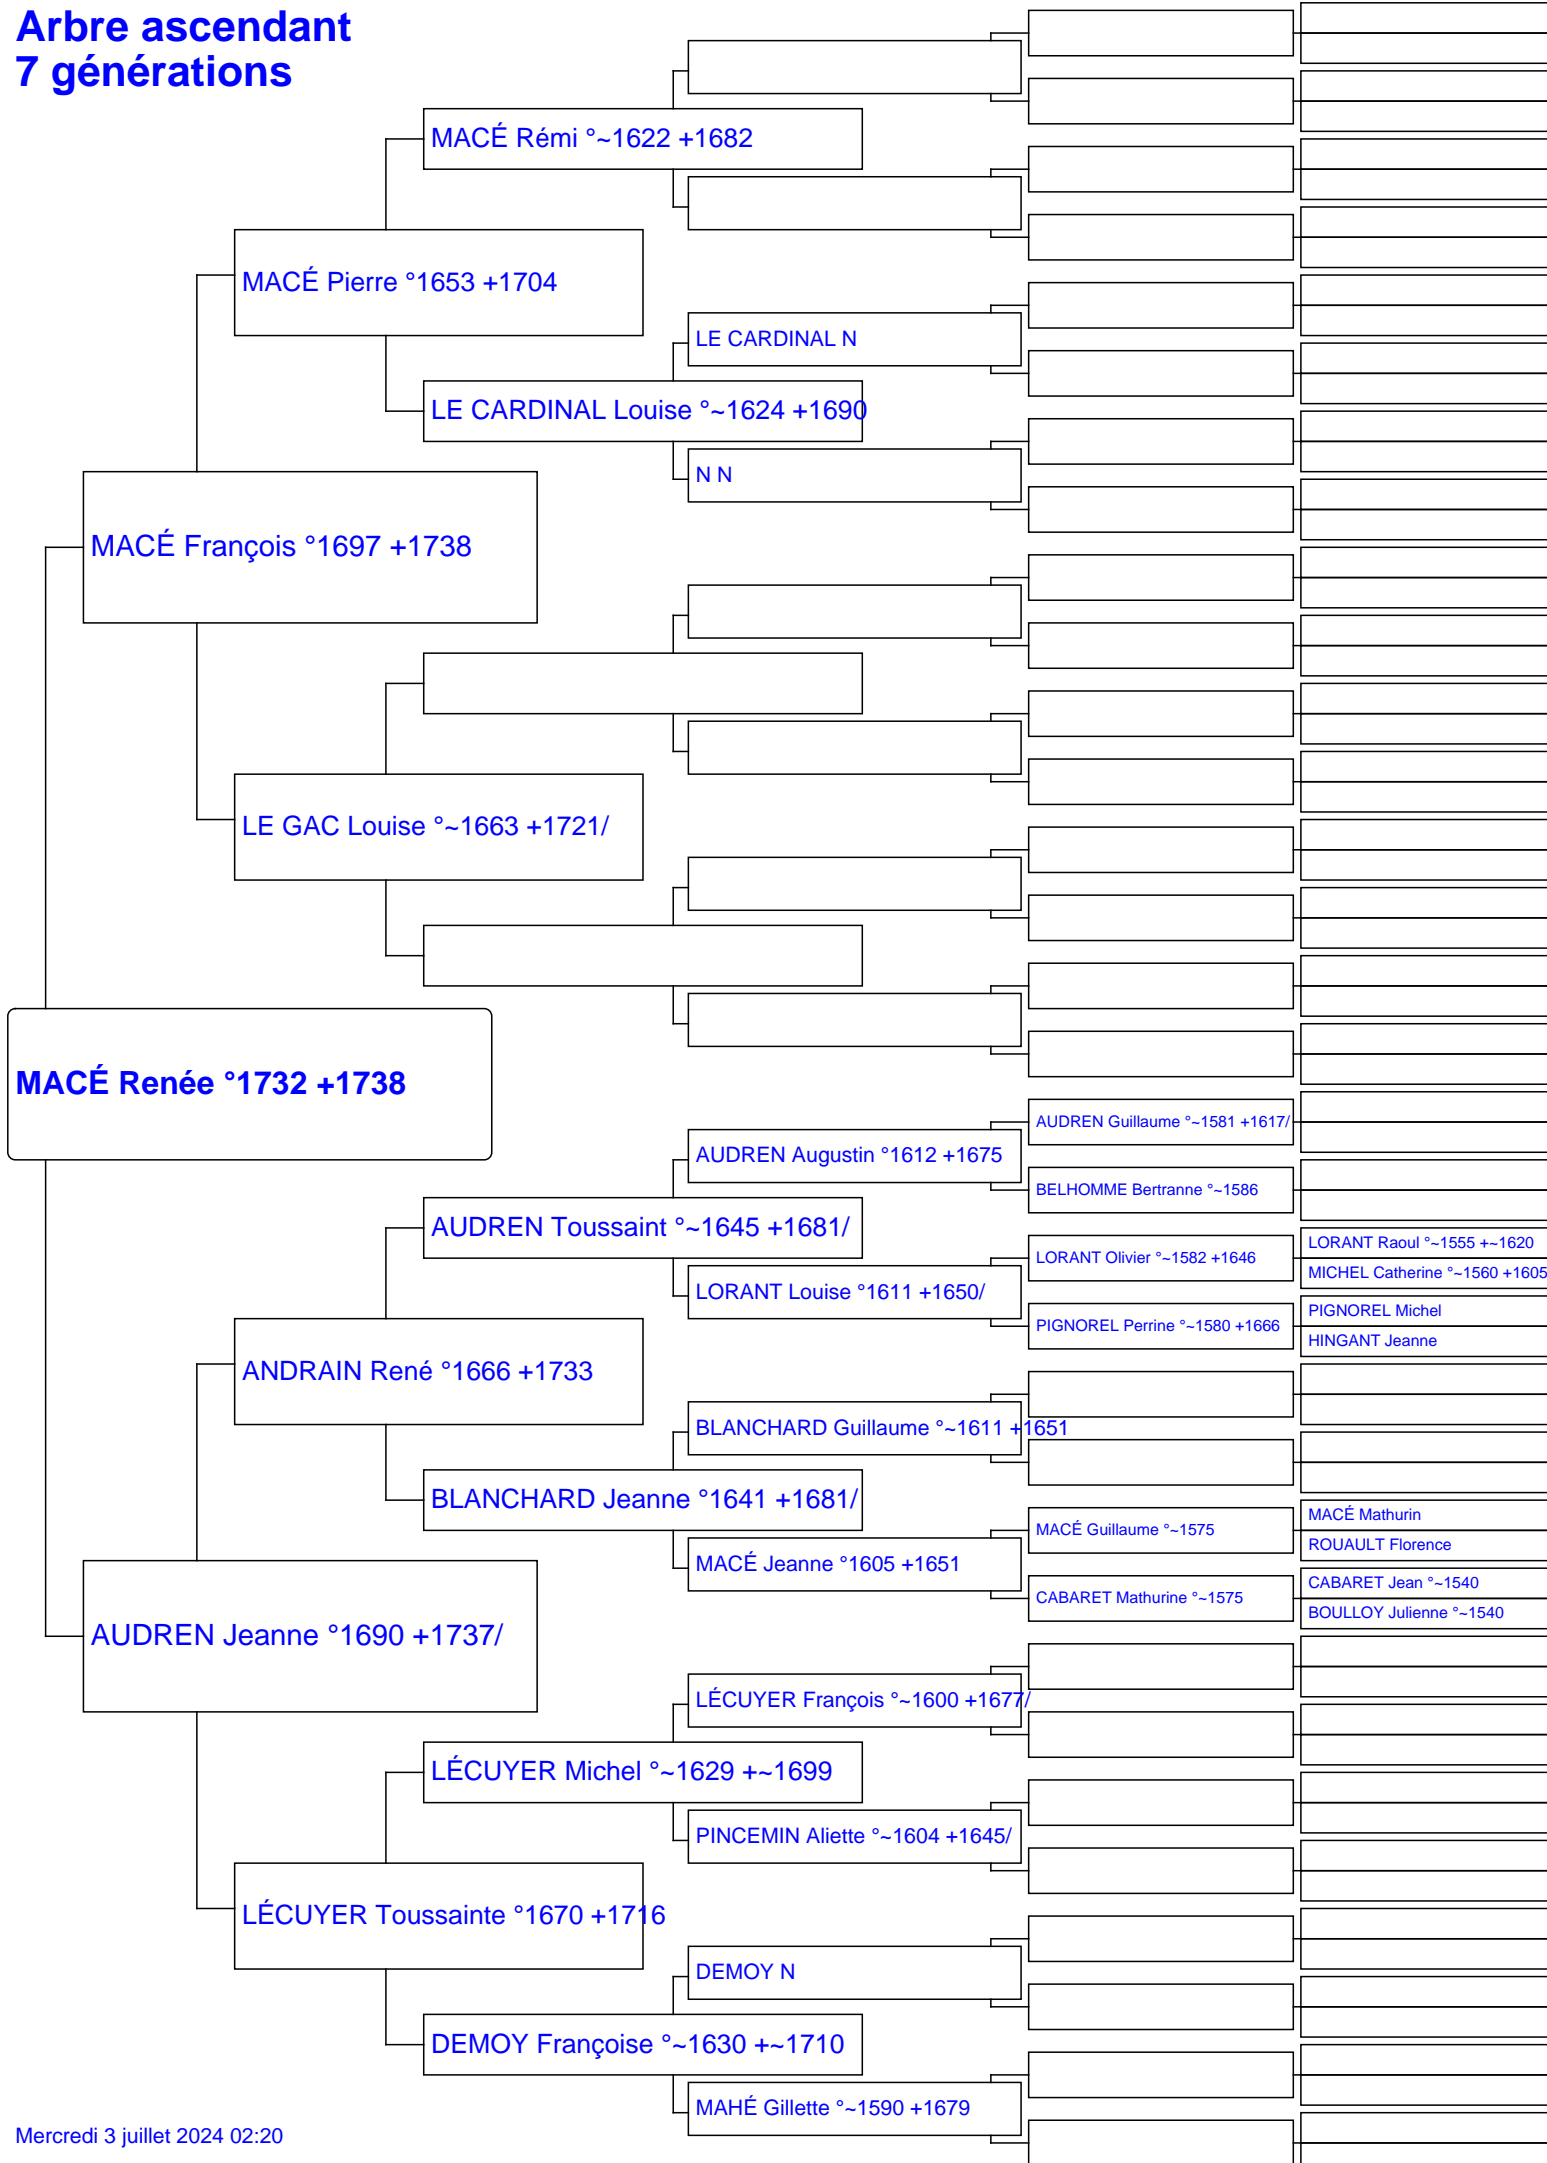 Arbre ascendant
7 générations
MACÉ Rémi °~1622 +1682
MACÉ Pierre °1653 +1704
LE CARDINAL N
LE CARDINAL Louise °~1624 +1690
N N
MACÉ François °1697 +1738
LE GAC Louise °~1663 +1721/
MACÉ Renée °1732 +1738
AUDREN Guillaume °~1581 +1617/
AUDREN Augustin °1612 +1675
BELHOMME Bertranne °~1586
AUDREN Toussaint °~1645 +1681/
LORANT Raoul °~1555 +~1620
LORANT Olivier °~1582 +1646
MICHEL Catherine °~1560 +1605
LORANT Louise °1611 +1650/
PIGNOREL Michel
PIGNOREL Perrine °~1580 +1666
HINGANT Jeanne
ANDRAIN René °1666 +1733
BLANCHARD Guillaume °~1611 +1651
BLANCHARD Jeanne °1641 +1681/
MACÉ Mathurin
MACÉ Guillaume °~1575
ROUAULT Florence
MACÉ Jeanne °1605 +1651
CABARET Jean °~1540
CABARET Mathurine °~1575
BOULLOY Julienne °~1540
AUDREN Jeanne °1690 +1737/
LÉCUYER François °~1600 +1677/
LÉCUYER Michel °~1629 +~1699
PINCEMIN Aliette °~1604 +1645/
LÉCUYER Toussainte °1670 +1716
DEMOY N
DEMOY Françoise °~1630 +~1710
MAHÉ Gillette °~1590 +1679
Mercredi 3 juillet 2024 02:20